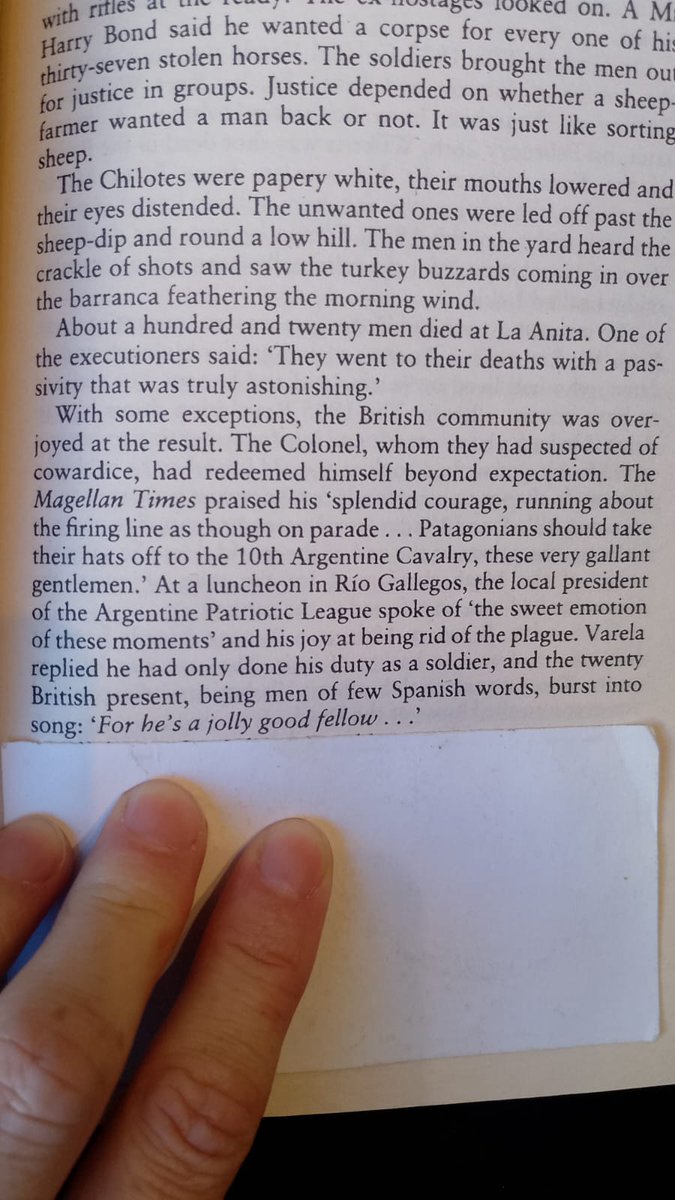 with rifles at the ready. The ex-hostages looked on. A Mr
Harry Bond said he wanted a corpse for every one of his
thirty-seven stolen horses. The soldiers brought the men out
for justice in groups. Justice depended on whether a sheep-
farmer wanted a man back or not. It was just like sorting
sheep.
The Chilotes were papery white, their mouths lowered and
their eyes distended. The unwanted ones were led off past the
sheep-dip and round a low hill. The men in the yard heard the
crackle of shots and saw the turkey buzzards coming in over
the barranca feathering the morning wind.
About a hundred and twenty men died at La Anita. One of
the executioners said: ‘They went to their deaths with a pas-
sivity that was truly astonishing.’
With some exceptions, the British community was over-
joyed at the result. The Colonel, whom they had suspected of
cowardice, had redeemed himself beyond expectation. The
Magellan Times praised his ‘splendid courage, running about
the firing line as though on parade . . . Patagonians should take
their hats off to the 10th Argentine Cavalry, these very gallant
gentlemen.’ At a luncheon in Río Gallegos, the local president
of the Argentine Patriotic League spoke of ‘the sweet emotion
of these moments’ and his joy at being rid of the plague. Varela
replied he had only done his duty as a soldier, and the twenty
British present, being men of few Spanish words, burst into
song: ‘For he’s a jolly good fellow . . .’